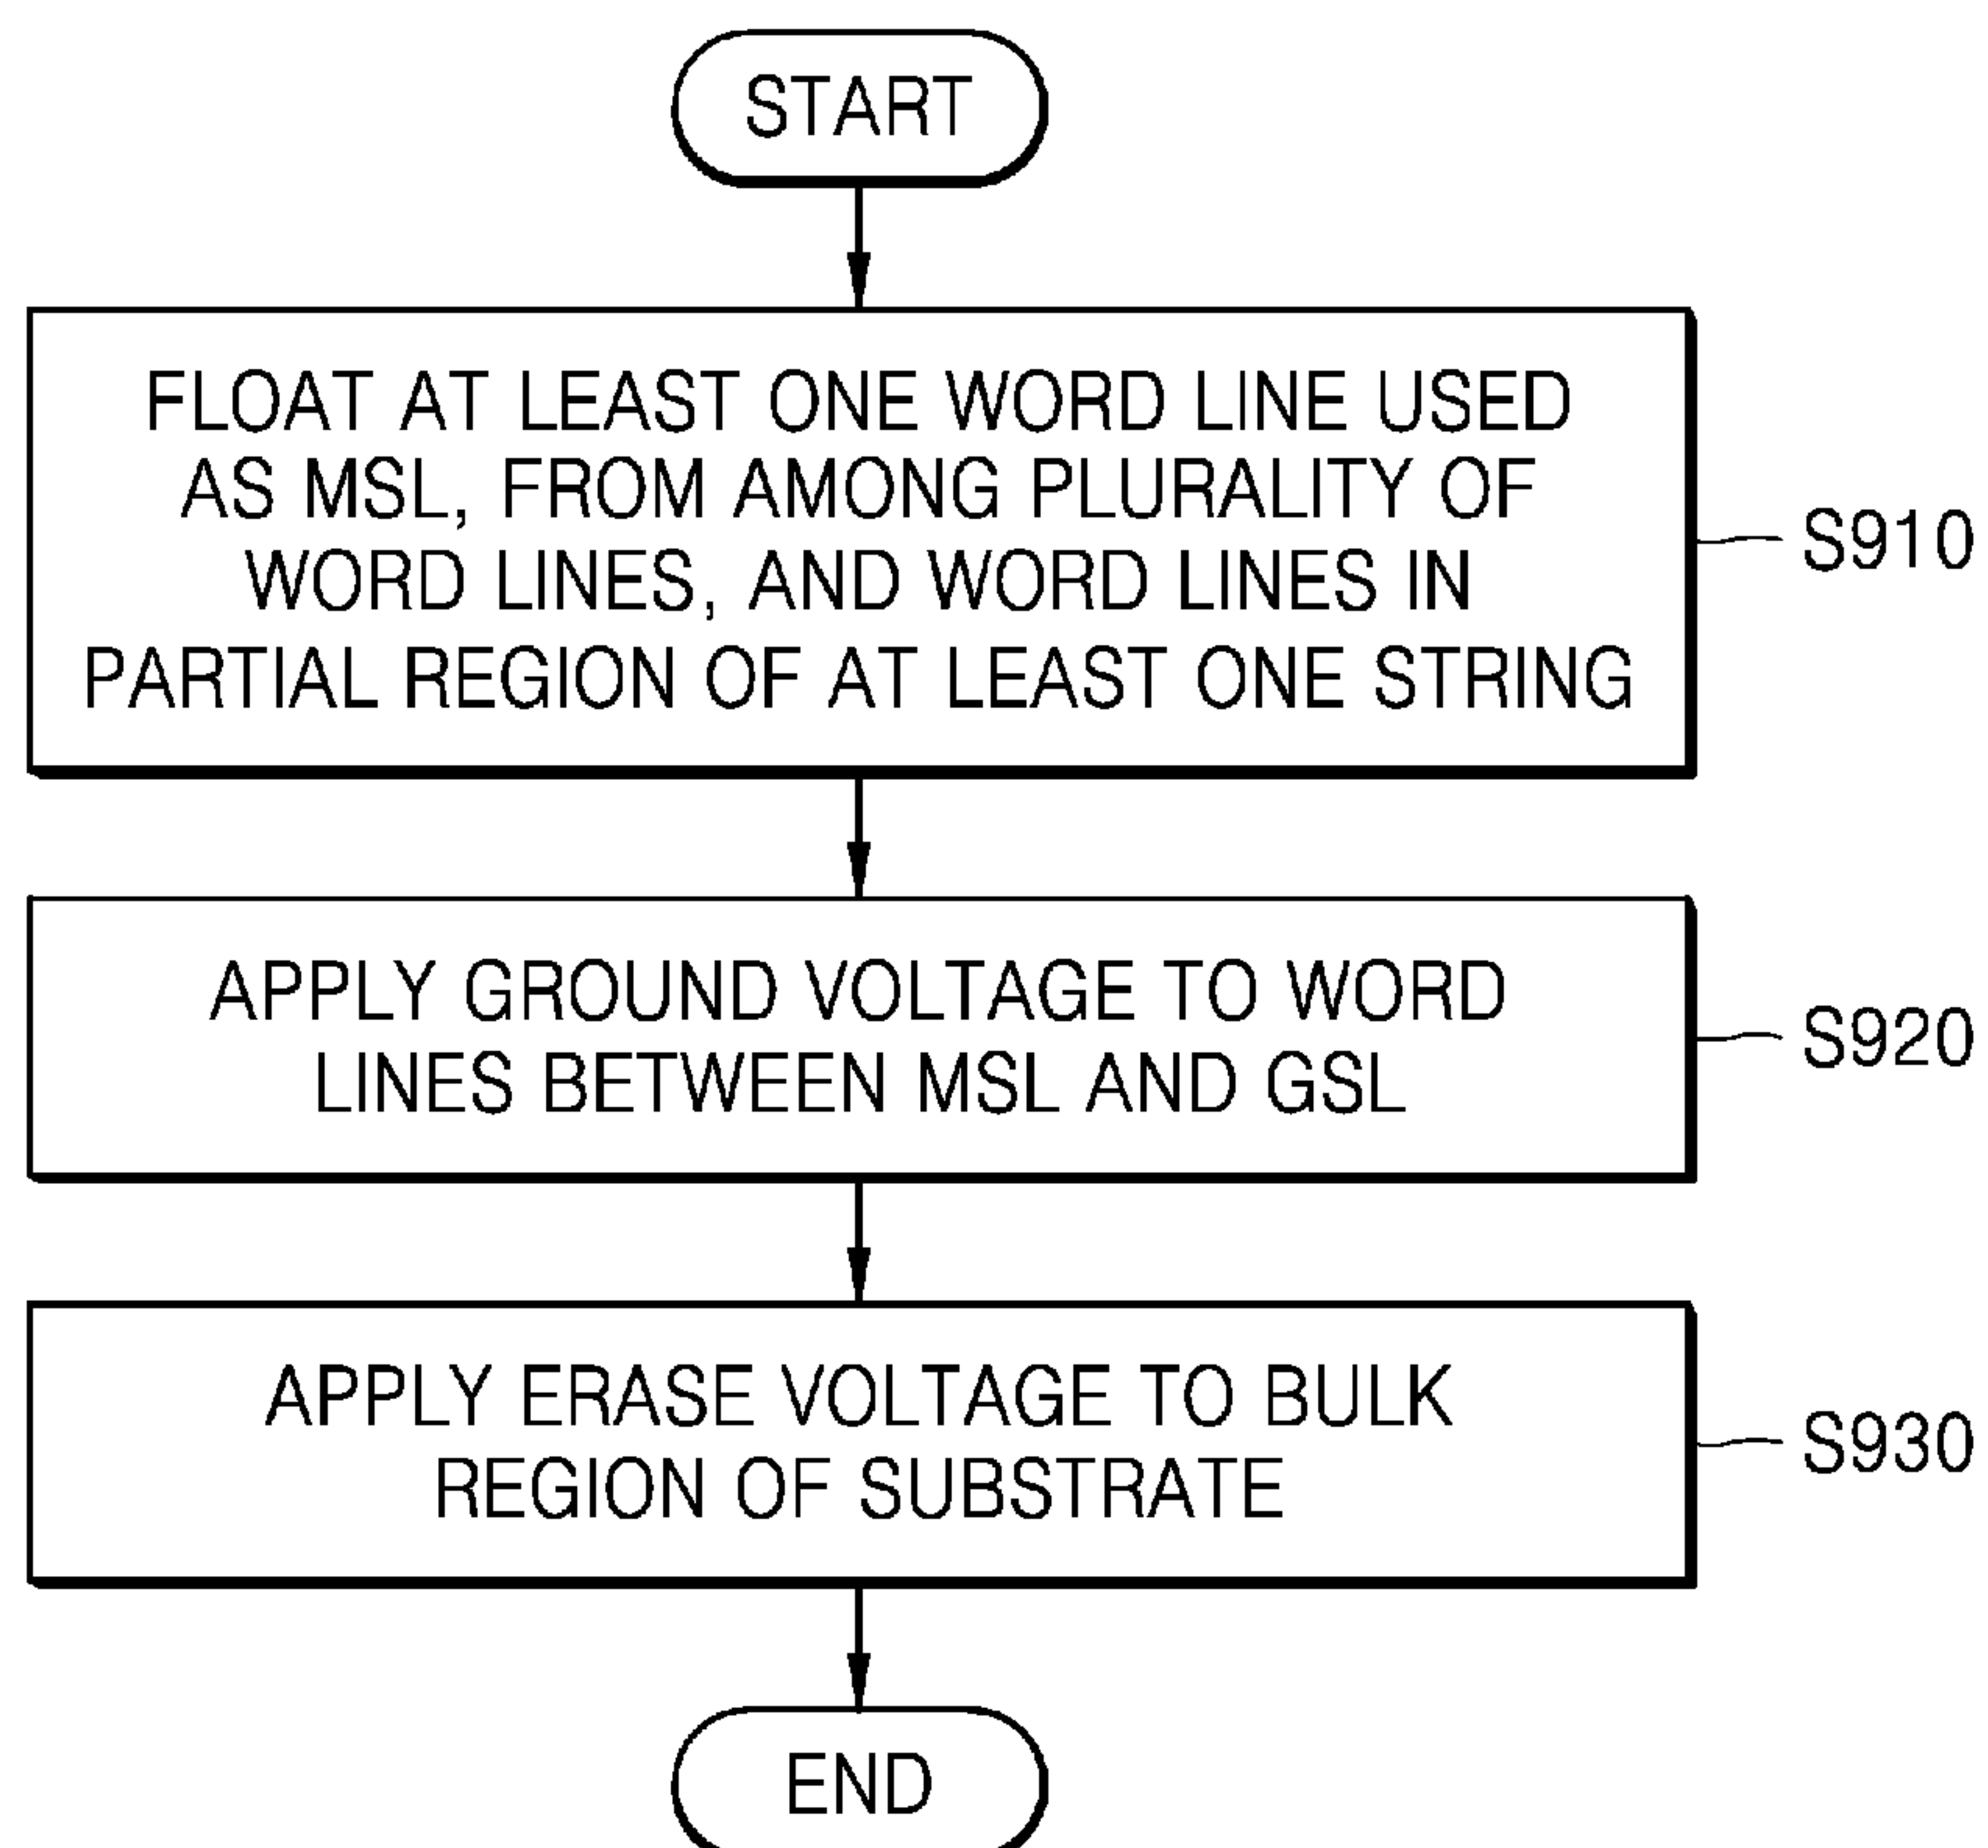 START
FLOAT AT LEAST ONE WORD LINE USED
AS MSL, FROM AMONG PLURALITY OF
WORD LINES, AND WORD LINES IN
PARTIAL REGION OF AT LEAST ONE STRING
S910
APPLY GROUND VOLTAGE TO WORD
LINES BETWEEN MSL AND GSL
S920
APPLY ERASE VOLTAGE TO BULK
REGION OF SUBSTRATE
S930
END